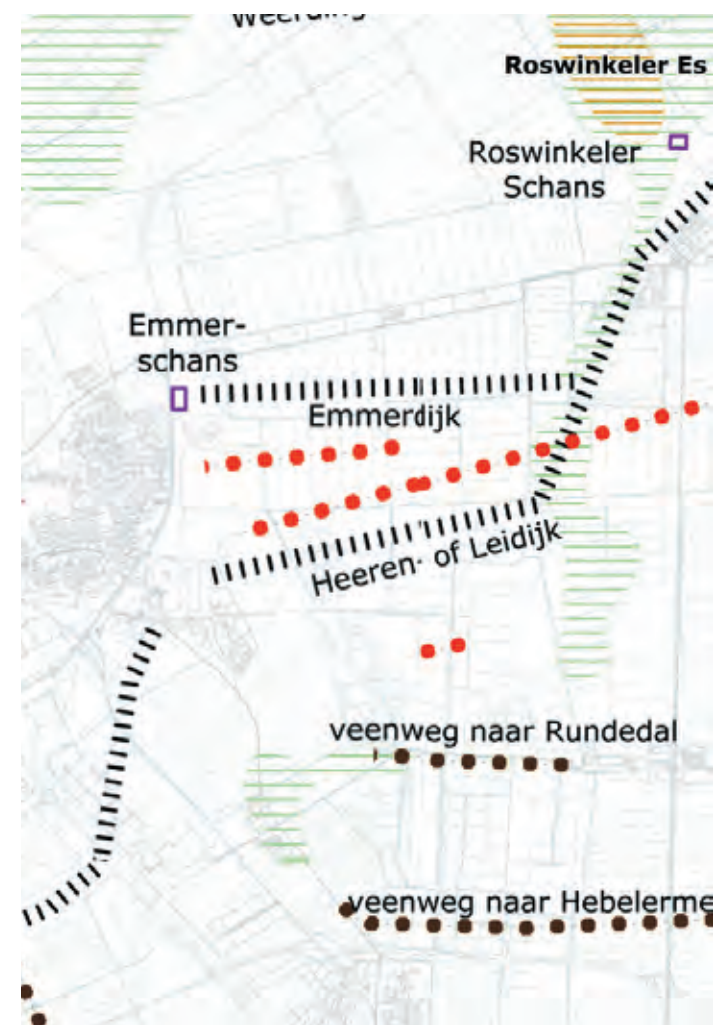 Roswinkeler Es
Roswinkeler
Schans
Emmer-
schans
Emmerdijk
Heeren- of Leidijk
veenweg naar Rundedal
veenweg naar Hebelerme